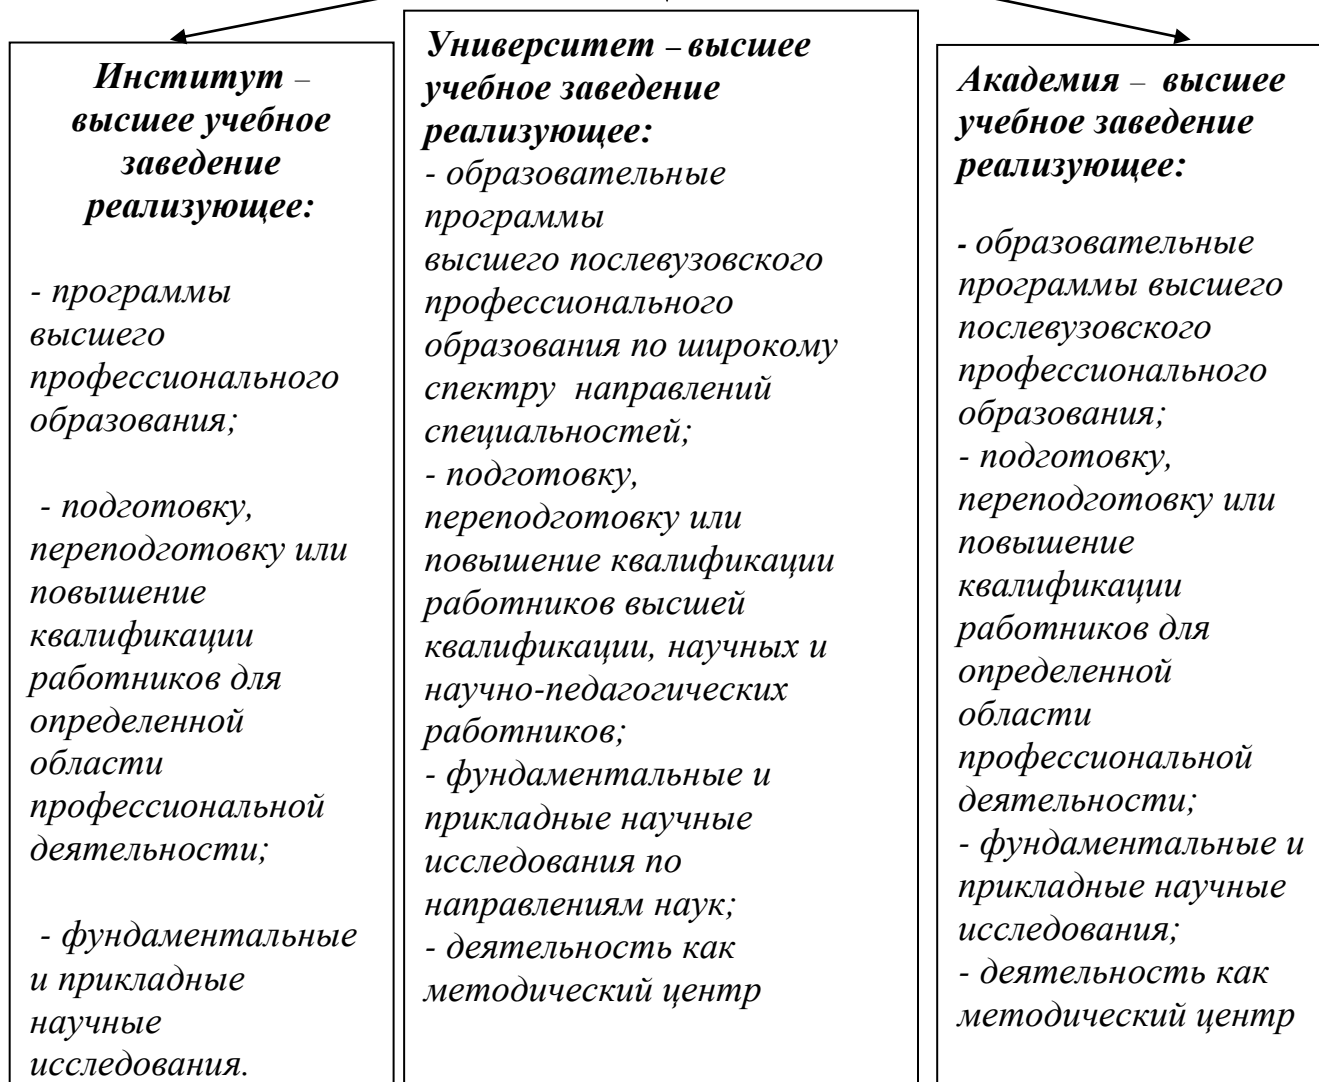 Институт –
высшее учебное
заведение
реализующее:
- программы
высшего
профессионального
образования;
- подготовку,
переподготовку или
повышение
квалификации
работников для
определенной
области
профессиональной
деятельности;
- фундаментальные
и прикладные
научные
исследования.
Университет – высшее
учебное заведение
реализующее:
- образовательные
программы
высшего послевузовского
профессионального
образования по широкому
спектру направлений
специальностей;
- подготовку,
переподготовку или
повышение квалификации
работников высшей
квалификации, научных и
научно-педагогических
работников;
- фундаментальные и
прикладные научные
исследования по
направлениям наук;
- деятельность как
методический центр
Академия – высшее
учебное заведение
реализующее:
- образовательные
программы высшего
послевузовского
профессионального
образования;
- подготовку,
переподготовку или
повышение
квалификации
работников для
определенной
области
профессиональной
деятельности;
- фундаментальные и
прикладные научные
исследования;
- деятельность как
методический центр